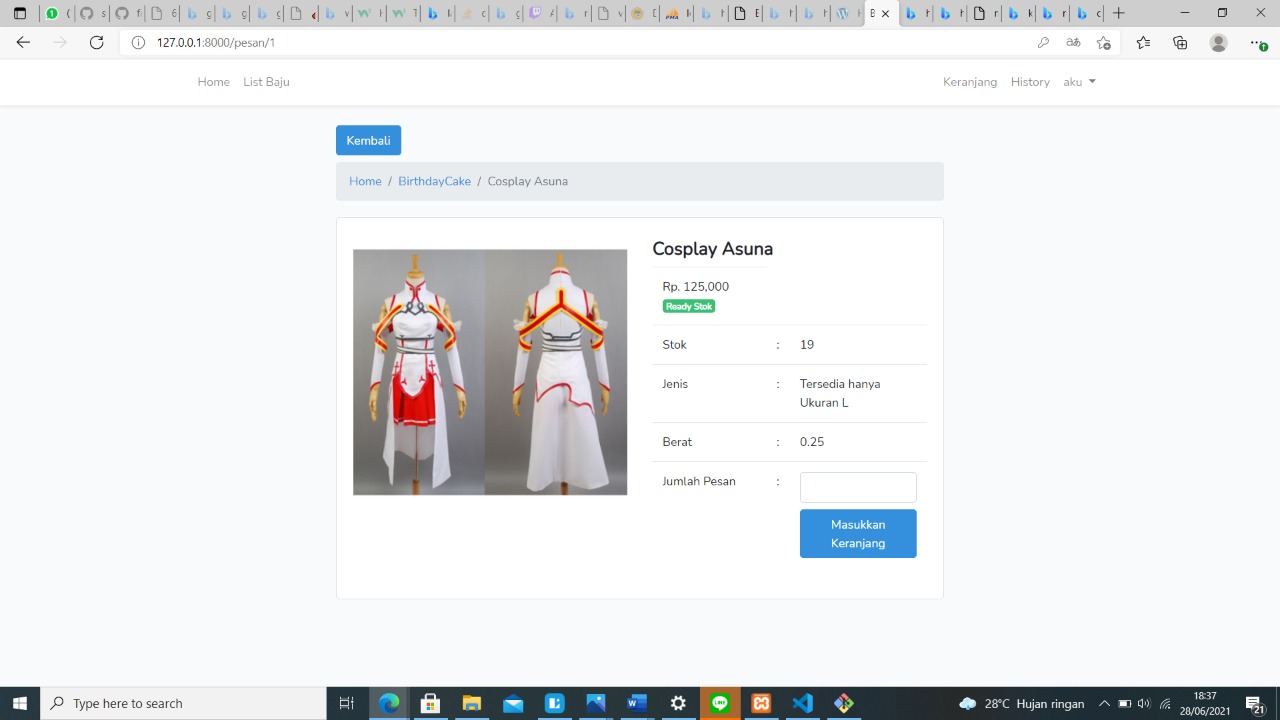 127.0.0.1:8000/pesan/1
Home List Baju Keranjang History aku
Kembali
Home / BirthdayCake / Cosplay Asuna
Cosplay Asuna
Rp. 125,000
Ready Stok
Stok : 19
Jenis : Tersedia hanya
Ukuran L
Berat : 0.25
Jumlah Pesan :
Masukkan
Keranjang
Type here to search
28°C Hujan ringan
18:37
28/06/2021
21